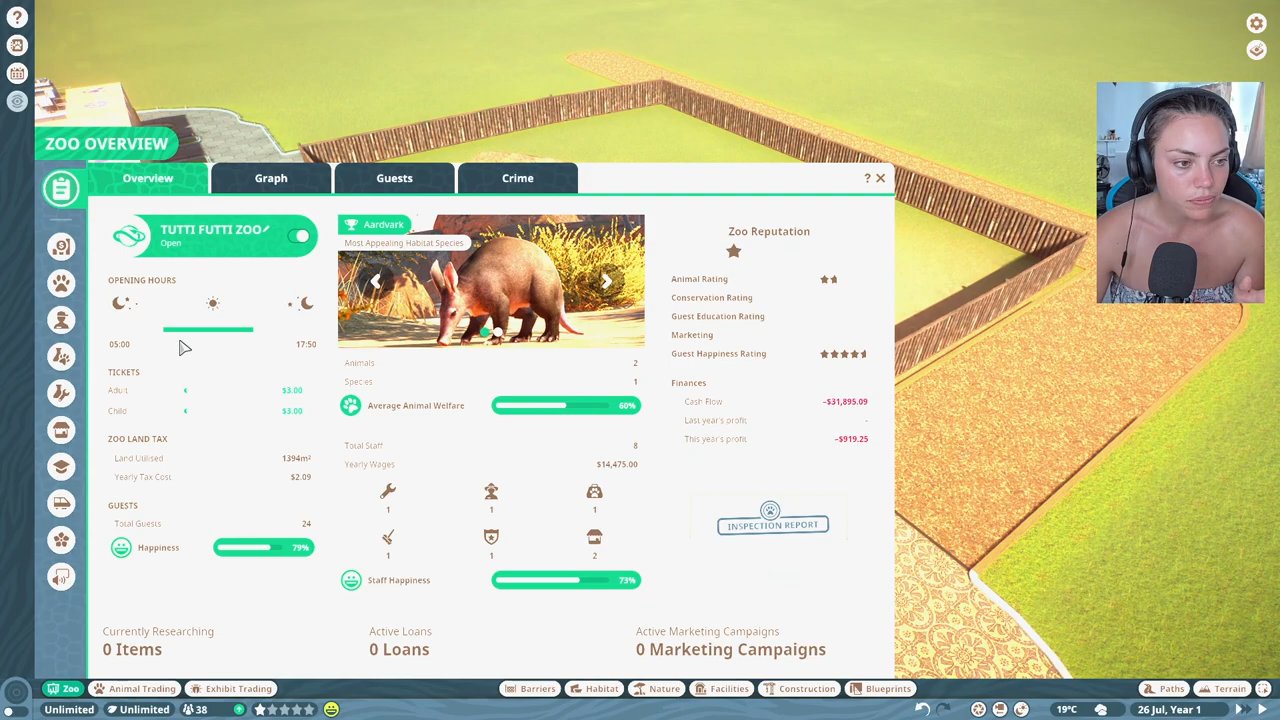 ZOO OVERVIEW
Overview
Graph
Guests
Crime
?
TUTTI FUTTI ZOO
Open
Aardvark
Most Appealing Habitat Species
Zoo Reputation
OPENING HOURS
05:00
17:50
TICKETS
Adult
$3.00
Child
$3.00
ZOO LAND TAX
Land Utilised
1394m²
Yearly Tax Cost
$2.09
GUESTS
Total Guests
24
Happiness
79%
Animals
2
Species
1
Average Animal Welfare
60%
Total Staff
8
Yearly Wages
$14,475.00
1
1
1
1
1
2
Staff Happiness
73%
Animal Rating
Conservation Rating
Guest Education Rating
Marketing
Guest Happiness Rating
Finances
Cash Flow
-$31,895.09
Last year's profit
-
This year's profit
-$919.25
INSPECTION REPORT
Currently Researching
0 Items
Active Loans
0 Loans
Active Marketing Campaigns
0 Marketing Campaigns
Zoo
Animal Trading
Exhibit Trading
Barriers
Habitat
Nature
Facilities
Construction
Blueprints
Paths
Terrain
Unlimited
Unlimited
38
19°C
26 Jul, Year 1